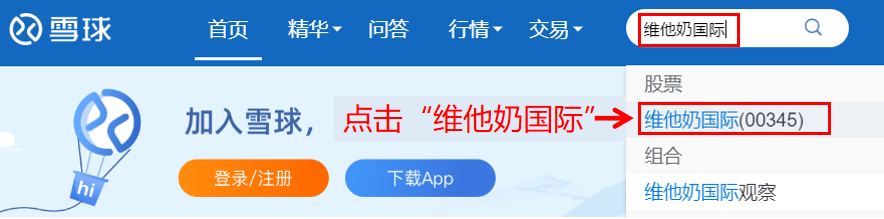 雪球
首页 精华 问答 行情 交易
维他奶国际
股票
加入雪球，
点击“维他奶国际”
维他奶国际(00345)
组合
维他奶国际观察
登录/注册
下载App
hi